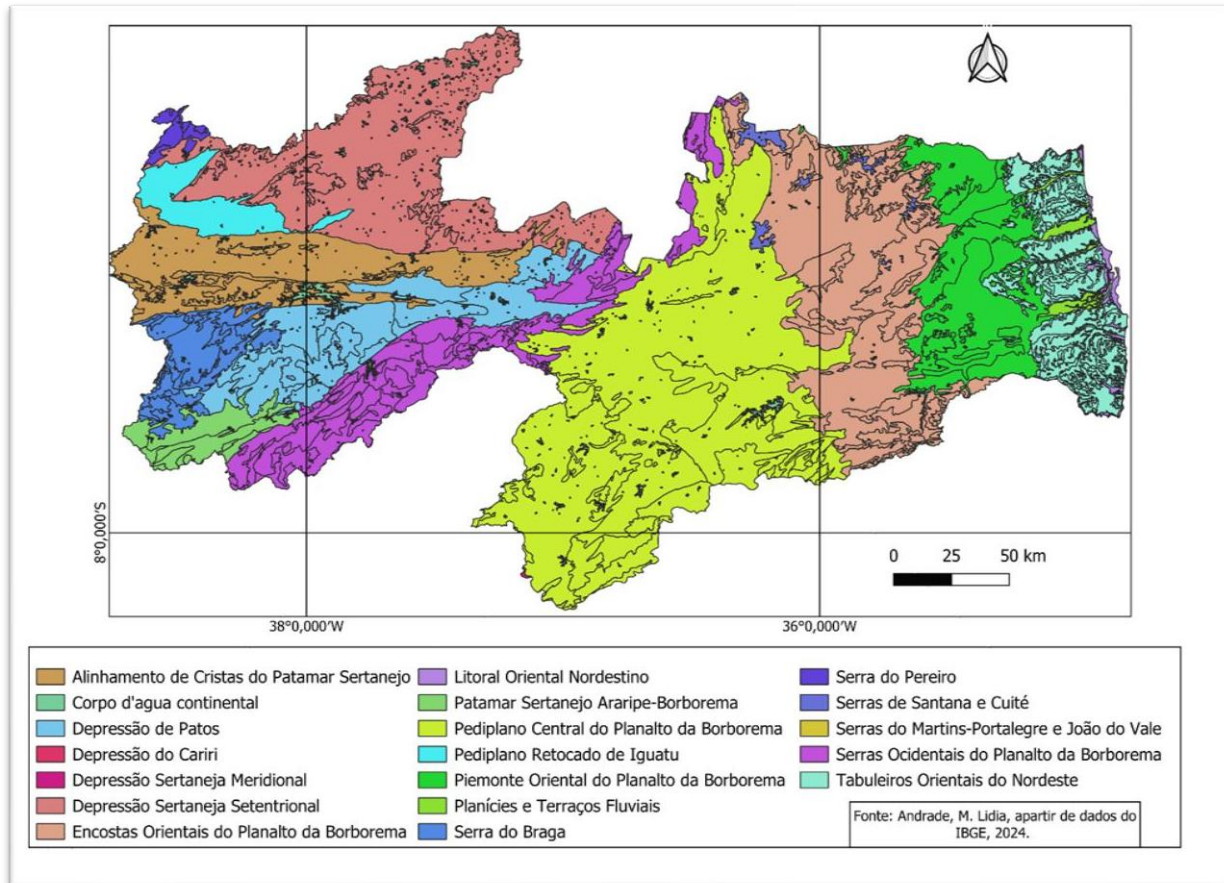 8°0,000'S
0 25 50 km
38°0,000'W
36°0,000'W
Alinhamento de Cristas do Patamar Sertanejo
Corpo d'agua continental
Depressão de Patos
Depressão do Cariri
Depressão Sertaneja Meridional
Depressão Sertaneja Setentrional
Encostas Orientais do Planalto da Borborema
Litoral Oriental Nordestino
Patamar Sertanejo Araripe-Borborema
Pediplano Central do Planalto da Borborema
Pediplano Retocado de Iguatu
Piemonte Oriental do Planalto da Borborema
Planícies e Terraços Fluviais
Serra do Braga
Serra do Pereiro
Serras de Santana e Cuité
Serras do Martins-Portalegre e João do Vale
Serras Ocidentais do Planalto da Borborema
Tabuleiros Orientais do Nordeste
Fonte: Andrade, M. Lidia, apartir de dados do
IBGE, 2024.